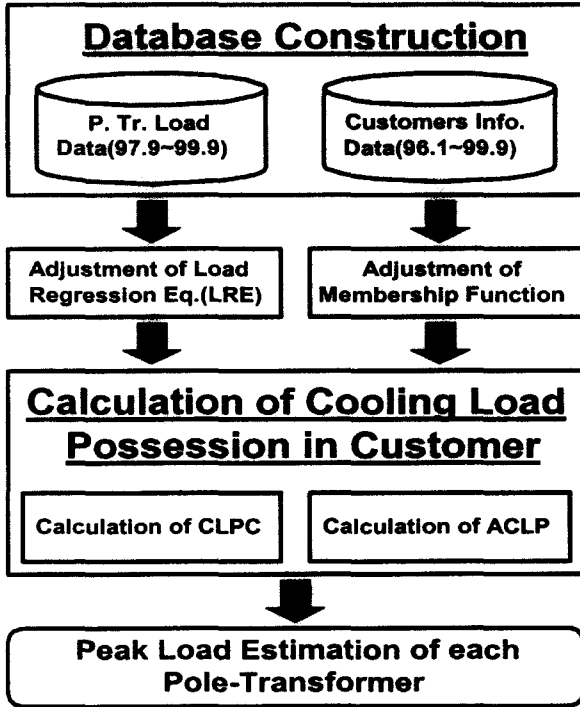 Database Construction
P. Tr. Load
Data(97.9~99.9)
Customers Info.
Data(96.1~99.9)
Adjustment of Load
Regression Eq.(LRE)
Adjustment of
Membership Function
Calculation of Cooling Load
Possession in Customer
Calculation of CLPC
Calculation of ACLP
Peak Load Estimation of each
Pole-Transformer